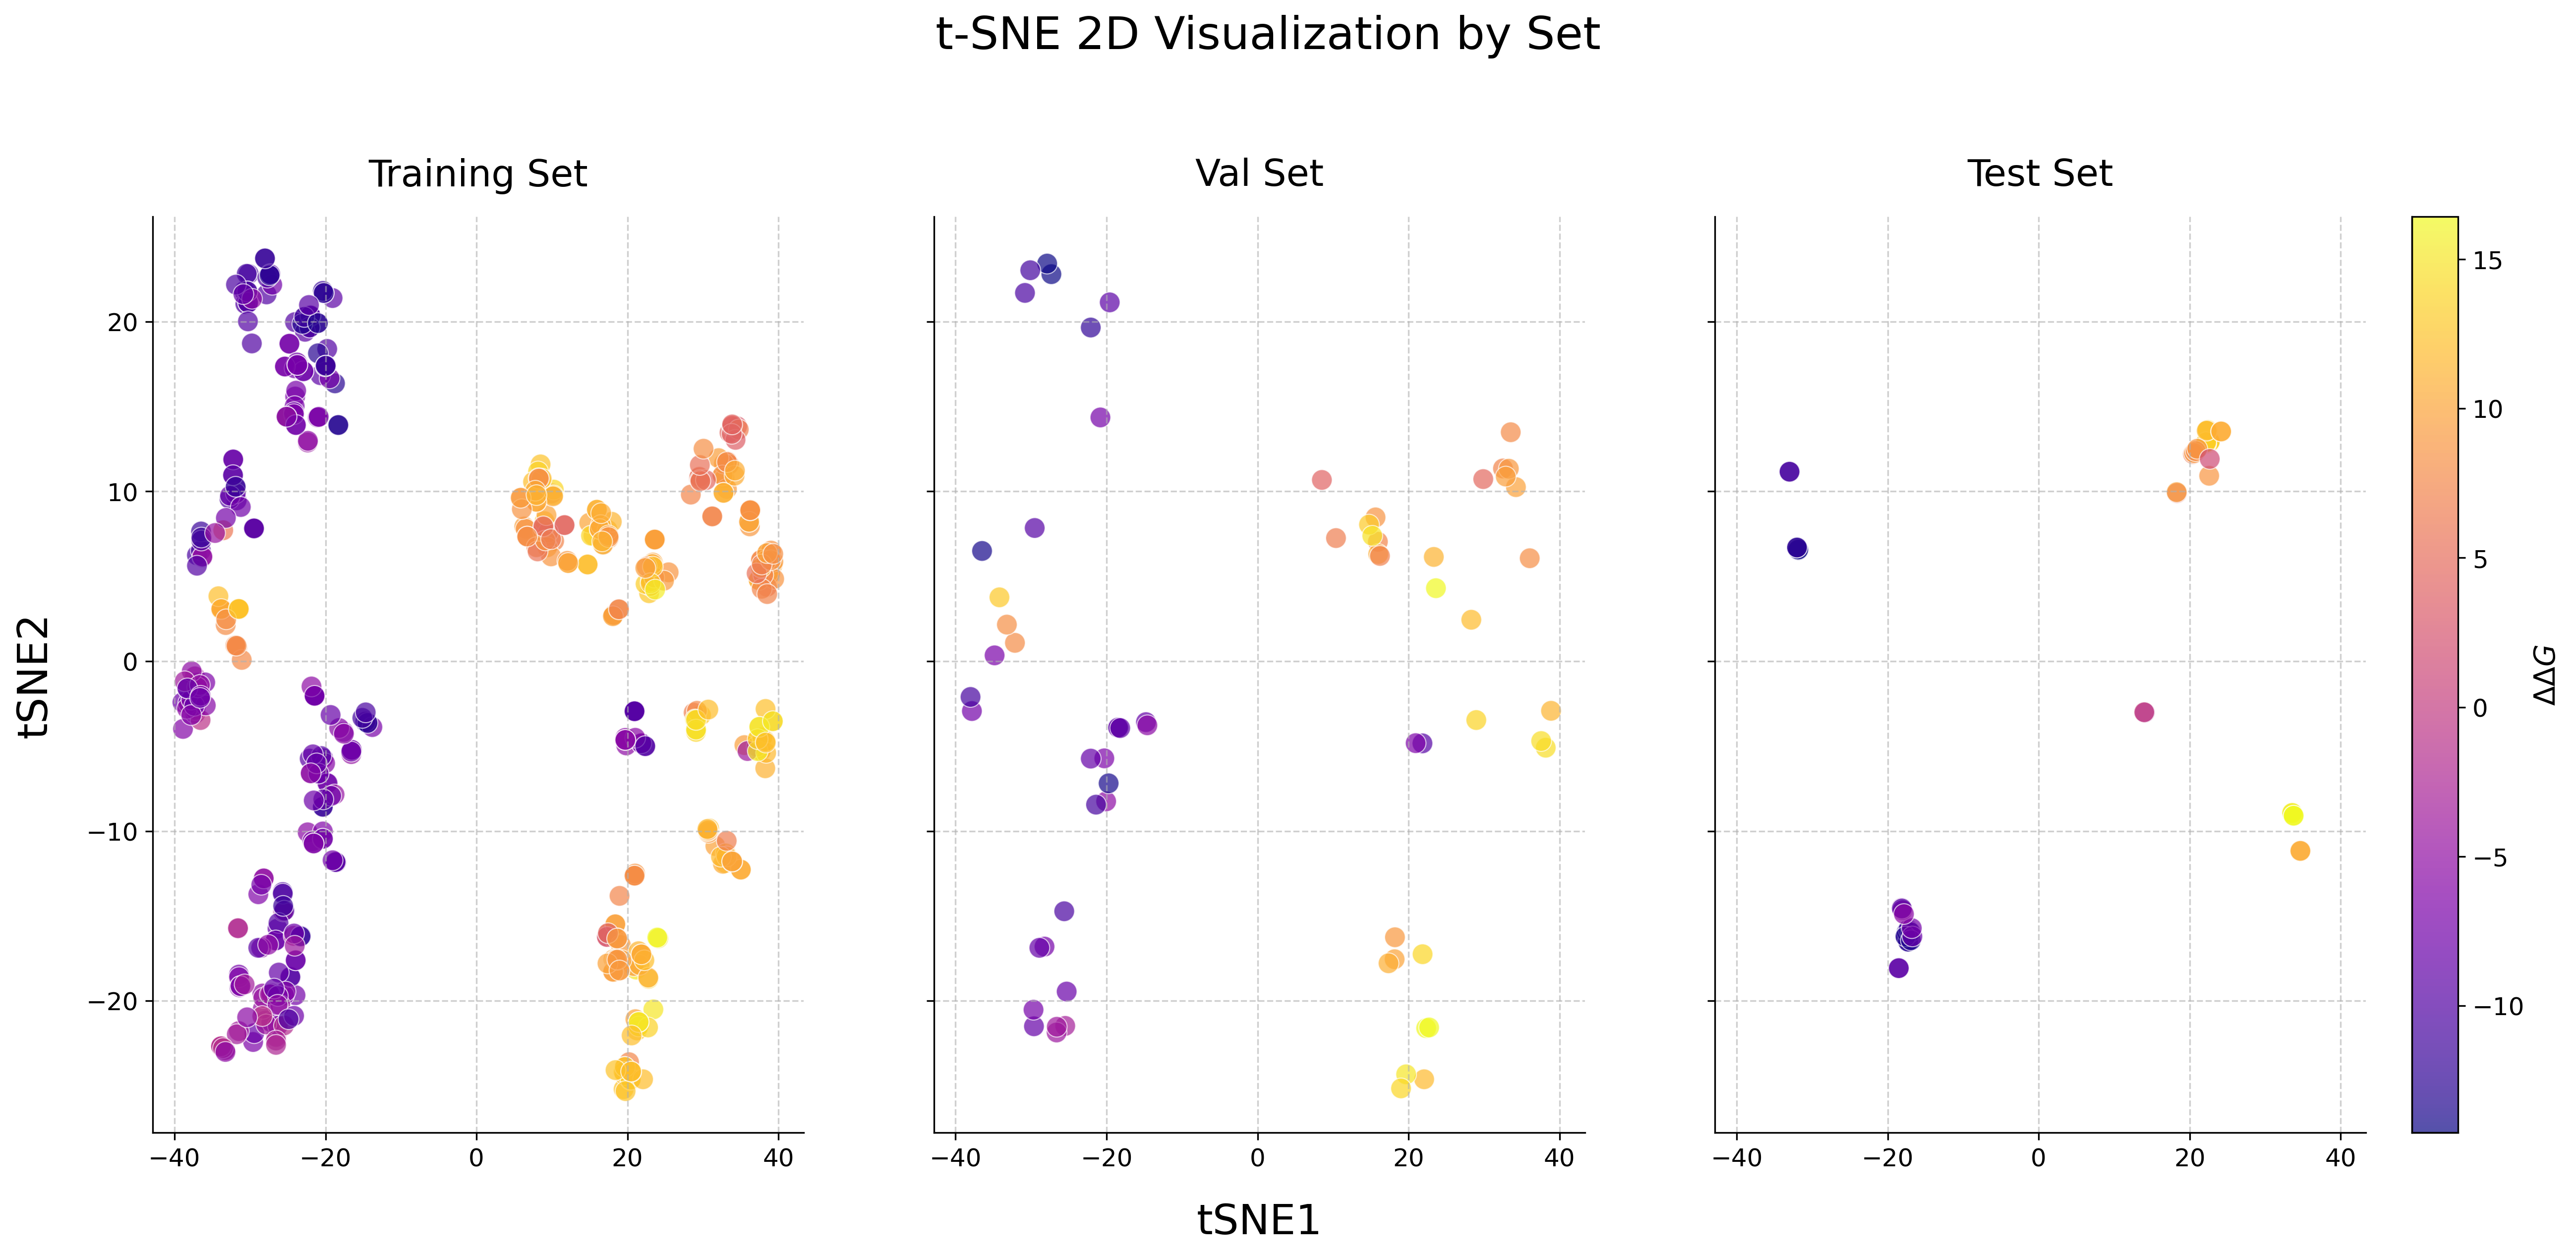 t-SNE 2D Visualization by Set
Training Set
Val Set
Test Set
tSNE2
20
10
0
−10
−20
−40 −20 0 20 40
−40 −20 0 20 40
−40 −20 0 20 40
tSNE1
15
10
5
0
−5
−10
ΔΔG